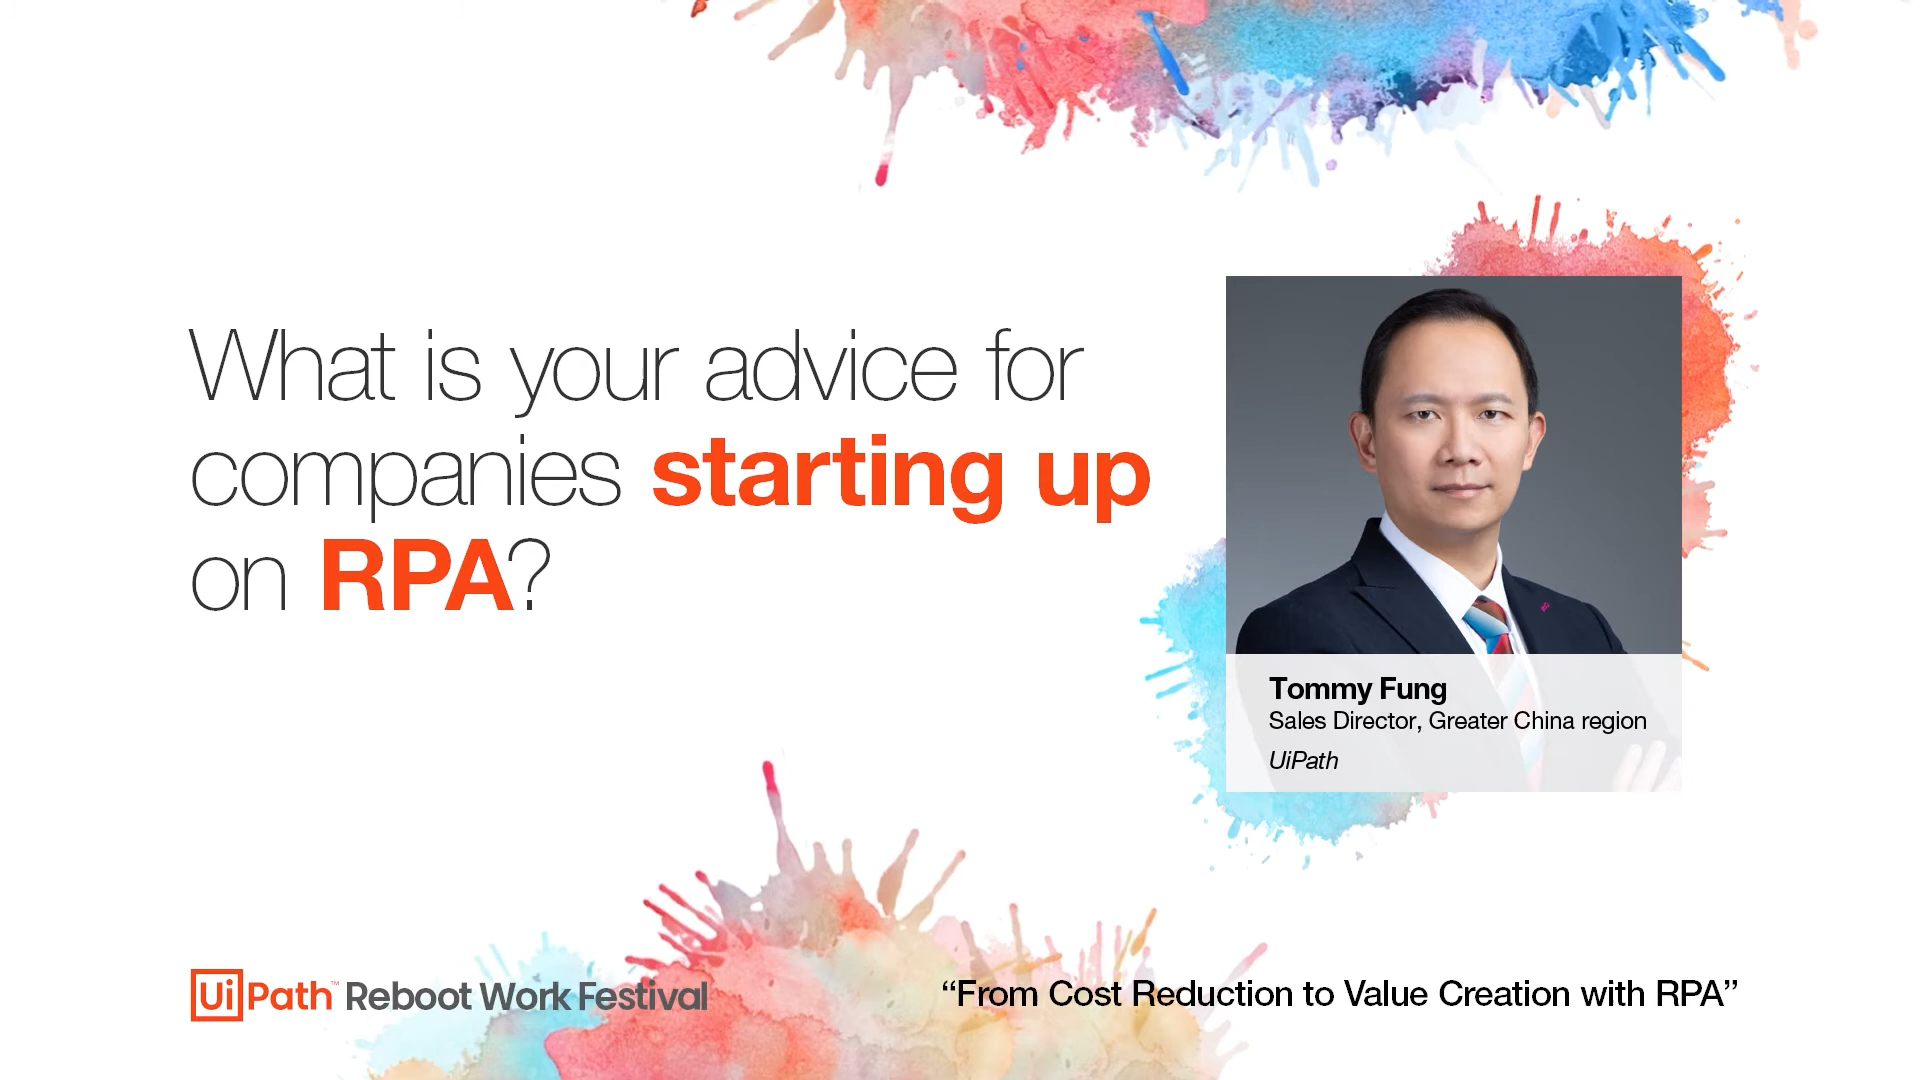 What is your advice for
companies starting up
on RPA?
Tommy Fung
Sales Director, Greater China region
UiPath
UiPath™ Reboot Work Festival
“From Cost Reduction to Value Creation with RPA”